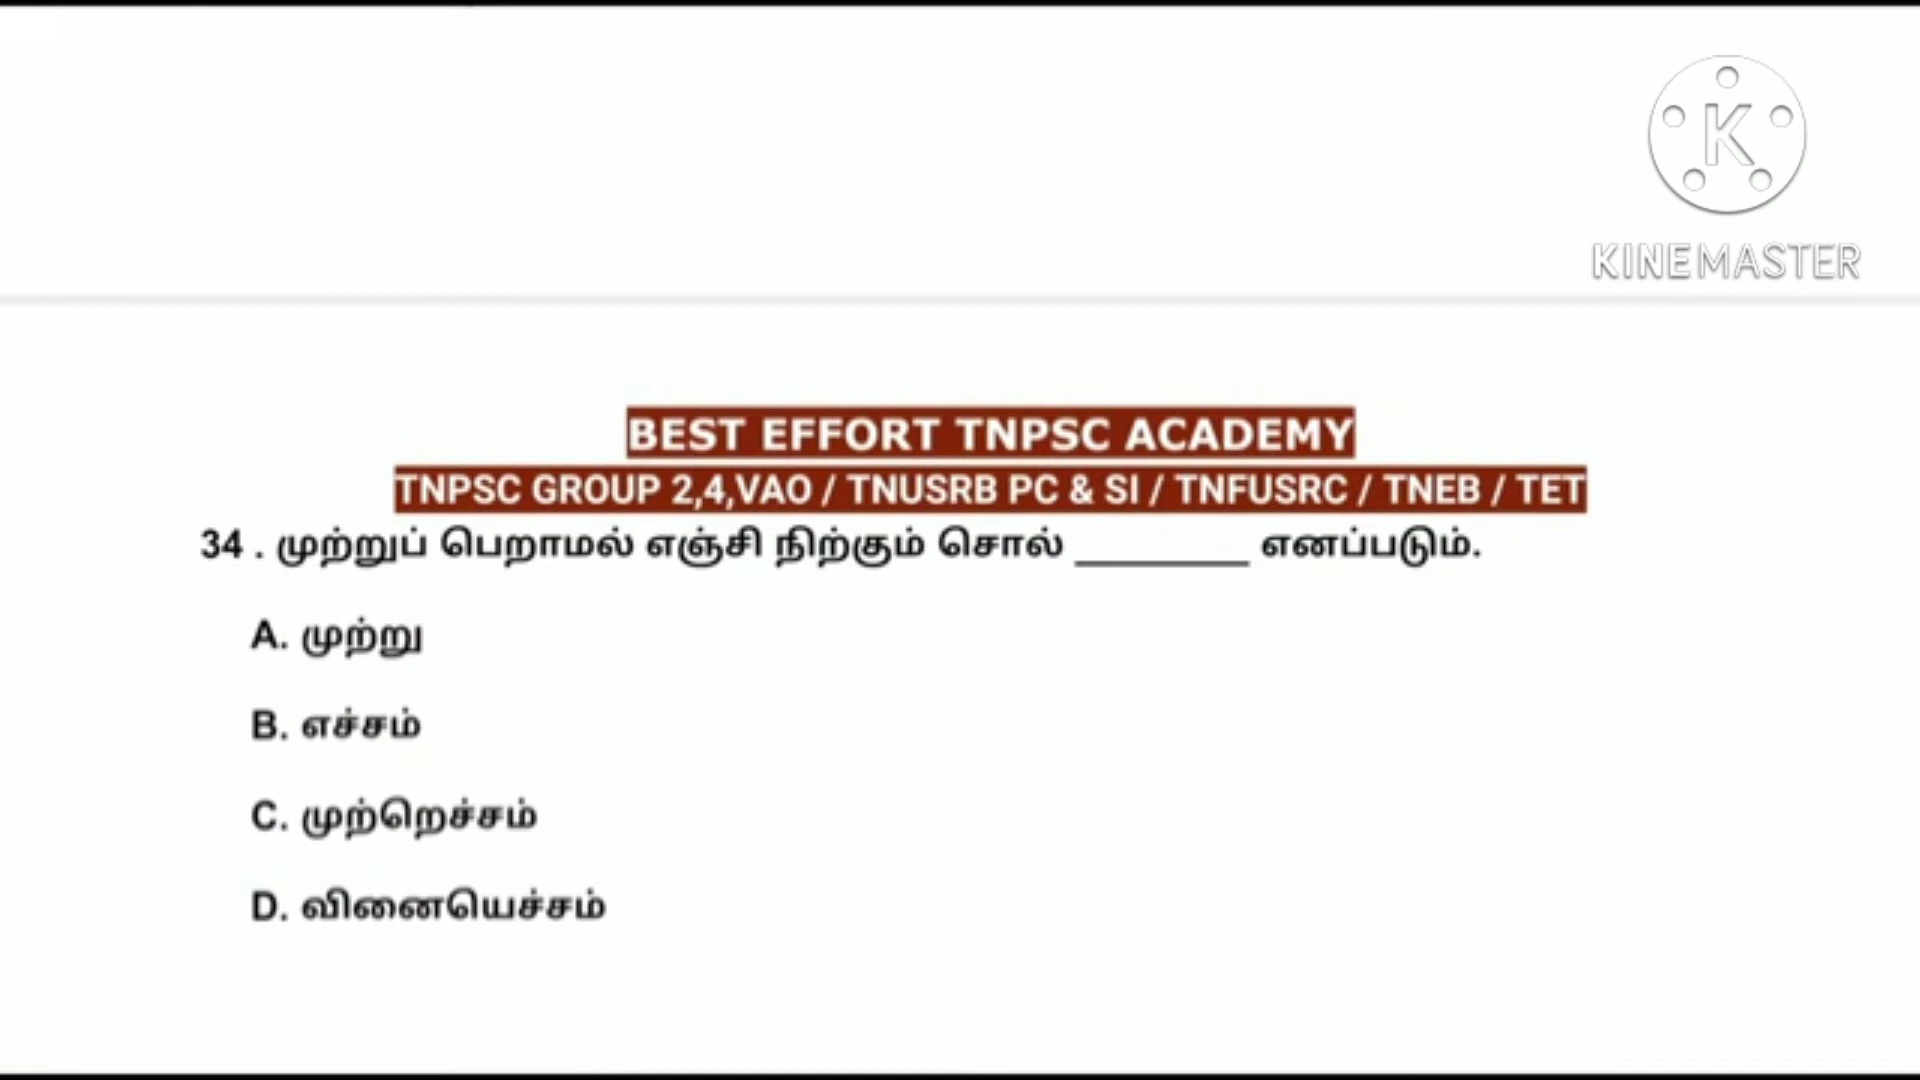 K
KINEMASTER
BEST EFFORT TNPSC ACADEMY
TNPSC GROUP 2,4,VAO / TNUSRB PC & SI / TNFUSRC / TNEB / TET
34 . முற்றுப் பெறாமல் எஞ்சி நிற்கும் சொல் _________ எனப்படும்.
A. முற்று
B. எச்சம்
C. முற்றெச்சம்
D. வினையெச்சம்